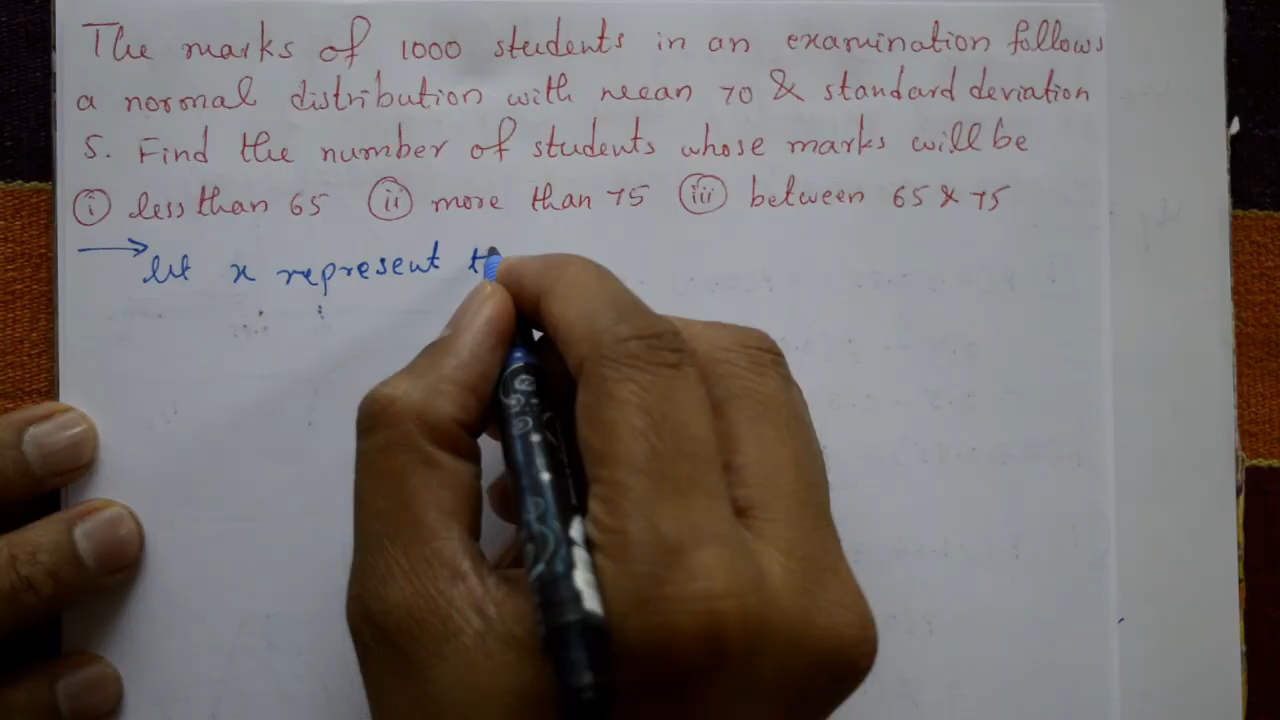 The marks of 1000 students in an examination follows
a normal distribution with mean 70 & standard deviation
5. Find the number of students whose marks will be
(i) less than 65 (ii) more than 75 (iii) between 65 & 75
→ let x represent t